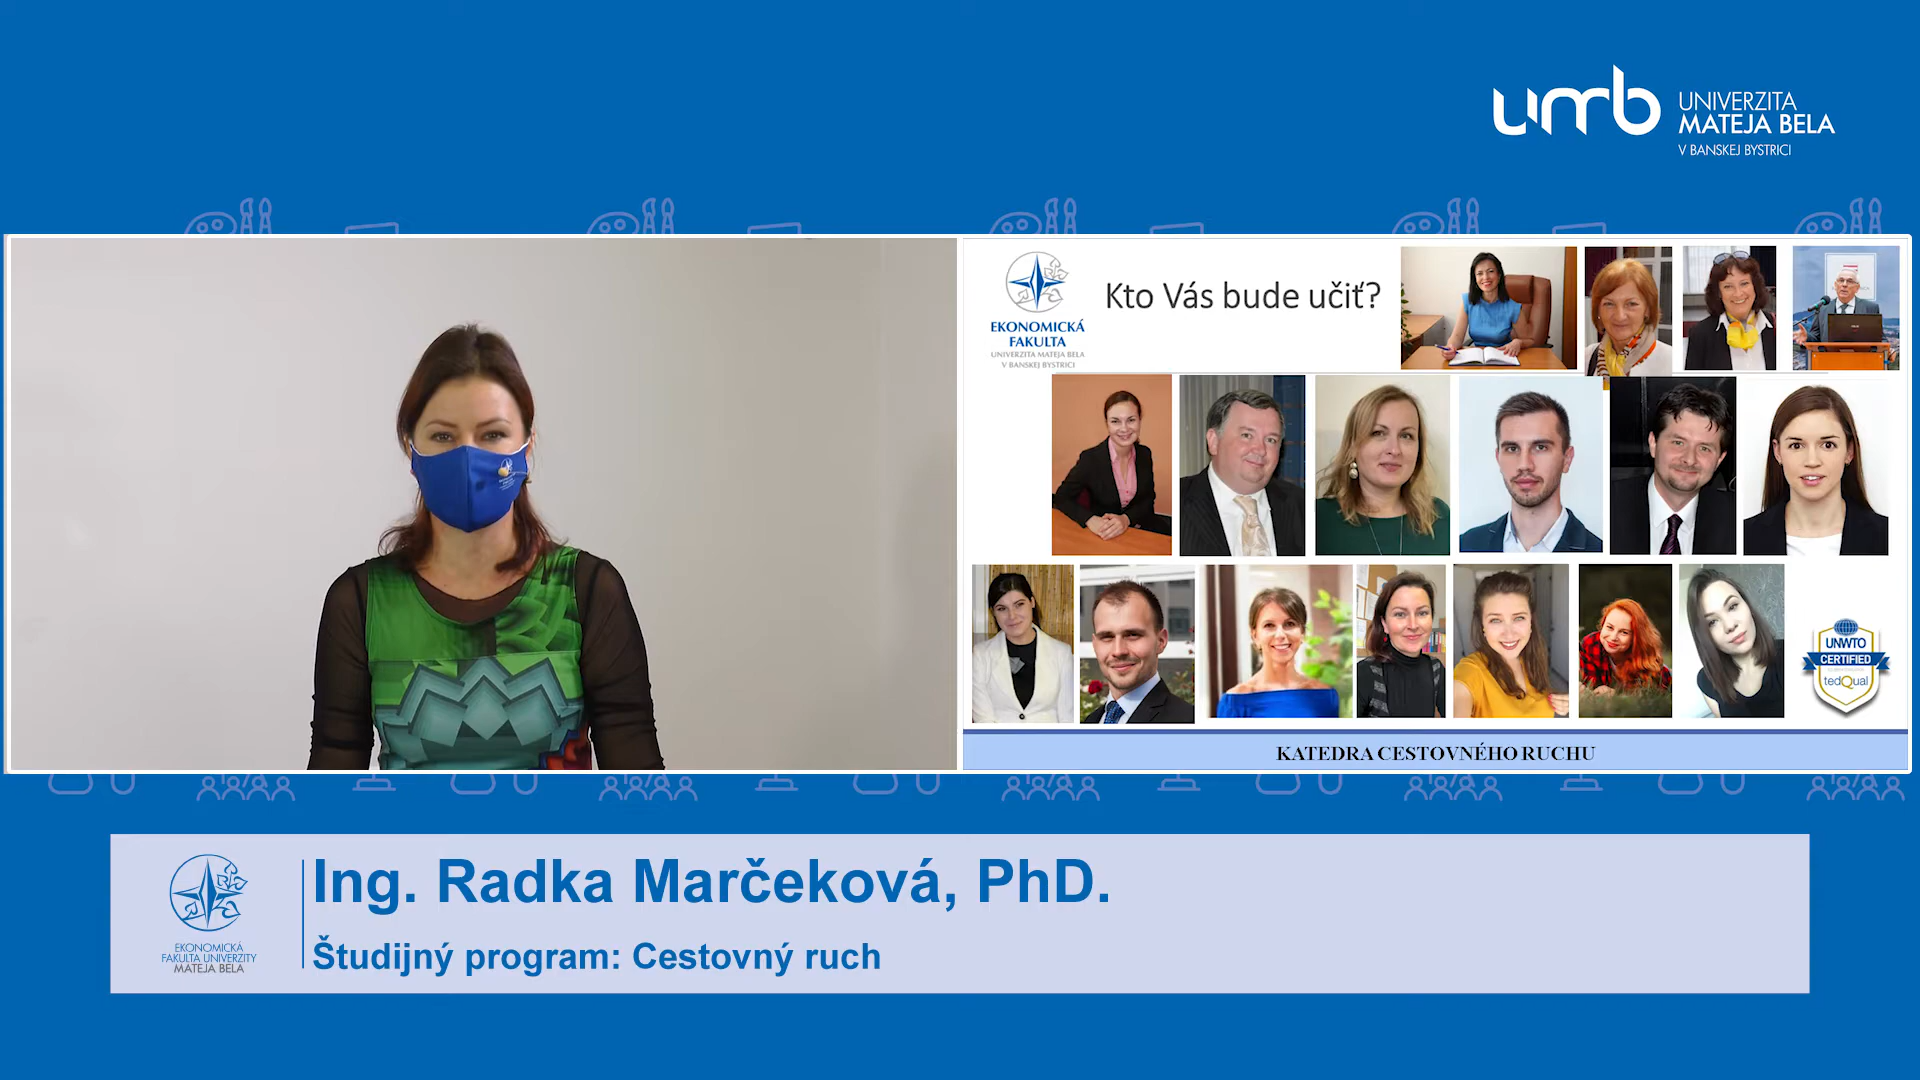 umb
UNIVERZITA
MATEJA BELA
V BANSKEJ BYSTRICI
EKONOMICKÁ
FAKULTA
UNIVERZITA MATEJA BELA
V BANSKEJ BYSTRICI
Kto Vás bude učiť?
UNWTO
CERTIFIED
tedQual
KATEDRA CESTOVNÉHO RUCHU
EKONOMICKÁ
FAKULTA UNIVERZITY
MATEJA BELA
Ing. Radka Marčeková, PhD.
Študijný program: Cestovný ruch